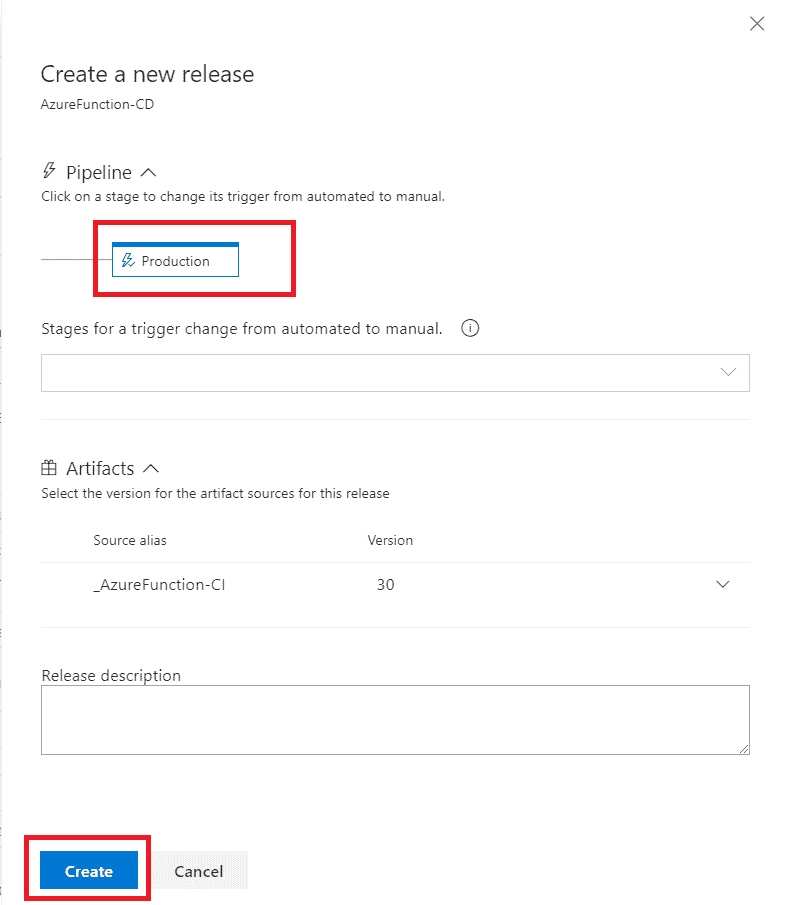 Create a new release
AzureFunction-CD
Pipeline
Click on a stage to change its trigger from automated to manual.
Production
Stages for a trigger change from automated to manual.
Artifacts
Select the version for the artifact sources for this release
Source alias Version
_AzureFunction-CI 30
Release description
Create Cancel